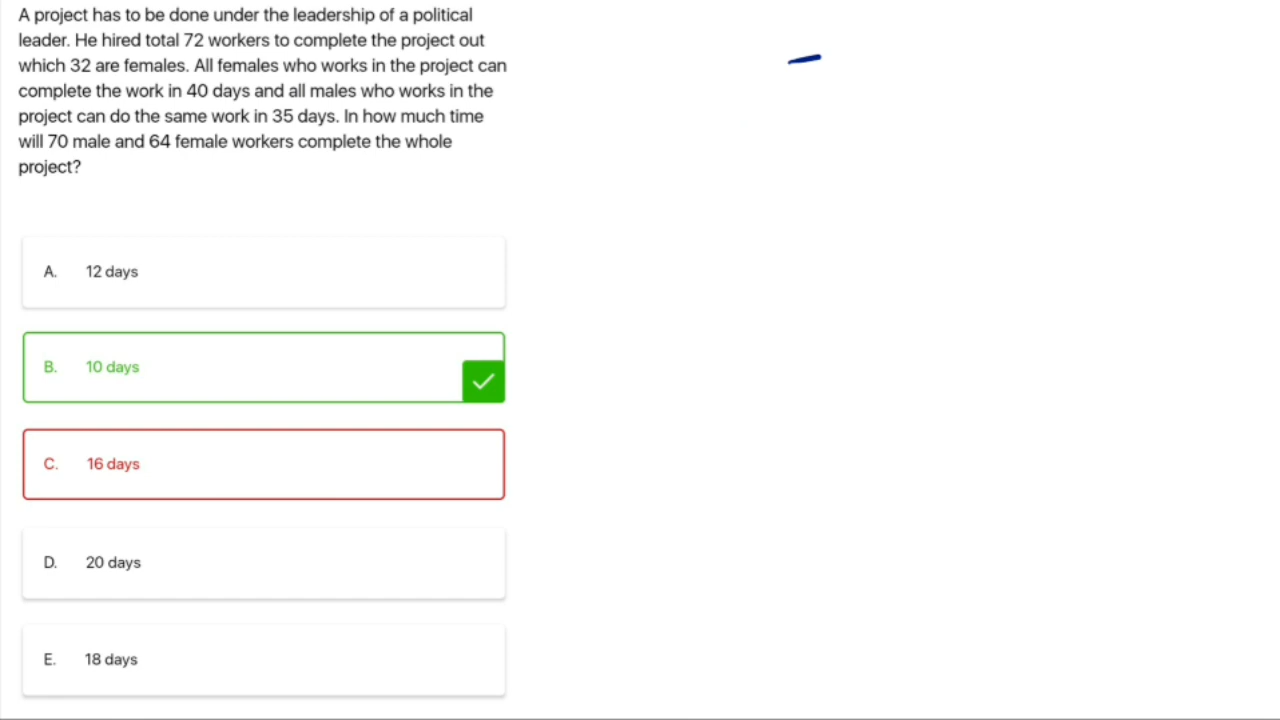 A project has to be done under the leadership of a political
leader. He hired total 72 workers to complete the project out
which 32 are females. All females who works in the project can
complete the work in 40 days and all males who works in the
project can do the same work in 35 days. In how much time
will 70 male and 64 female workers complete the whole
project?
A. 12 days
B. 10 days
C. 16 days
D. 20 days
E. 18 days